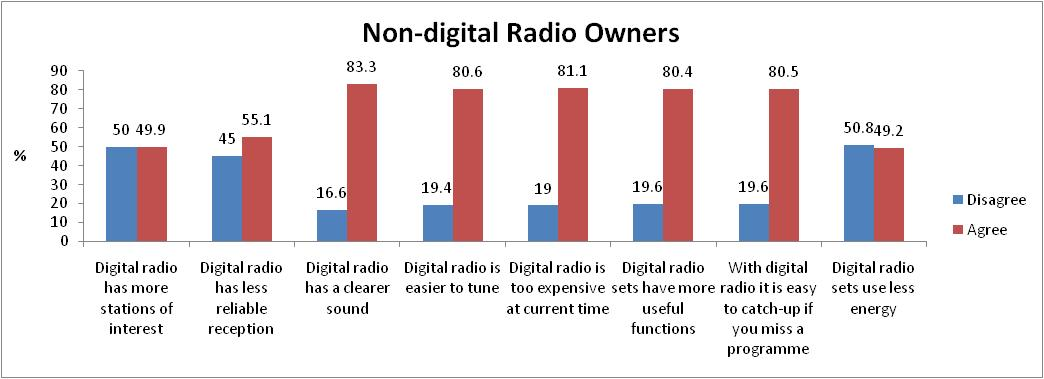 Non-digital Radio Owners
%
90
80
70
60
50
40
30
20
10
0
50 49.9
45 55.1
16.6 83.3
19.4 80.6
19 81.1
19.6 80.4
19.6 80.5
50.8 49.2
Digital radio
has more
stations of
interest
Digital radio
has less
reliable
reception
Digital radio
has a clearer
sound
Digital radio is
easier to tune
Digital radio is
too expensive
at current time
Digital radio
sets have more
useful
functions
With digital
radio it is easy
to catch-up if
you miss a
programme
Digital radio
sets use less
energy
Disagree
Agree